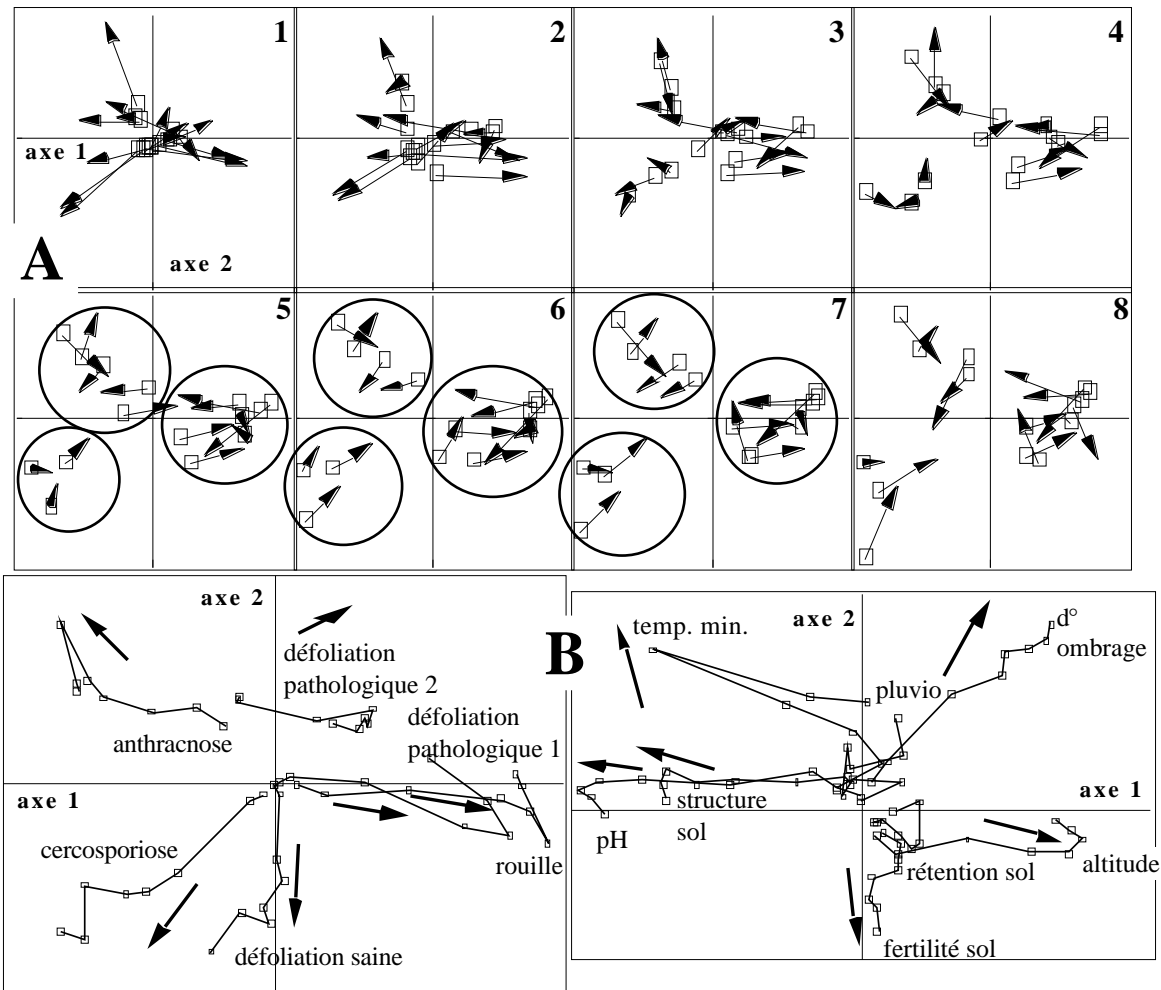 1
2
3
4
axe 1
A
axe 2
5
6
7
8
axe 2
défoliation
pathologique 2
défoliation
pathologique 1
anthracnose
axe 1
cercosporiose
rouille
défoliation saine
B
temp. min.
axe 2
d°
ombrage
pluvio
axe 1
structure
sol
pH
rétention sol
altitude
fertilité sol